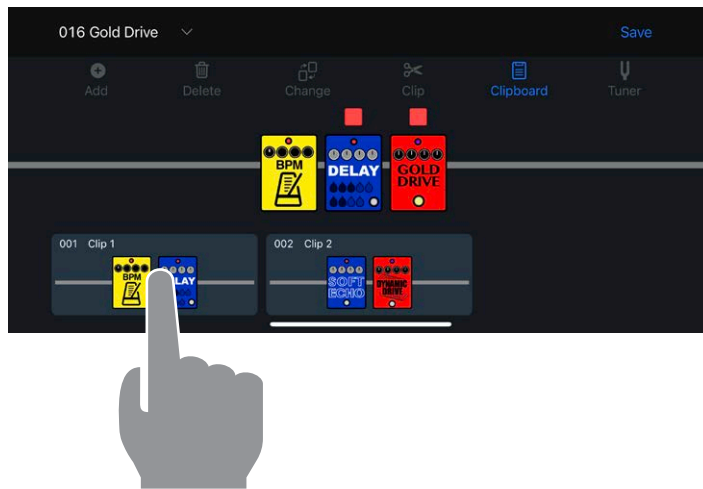 016 Gold Drive
Save
Add
Delete
Change
Clip
Clipboard
Tuner
BPM
DELAY
GOLD
DRIVE
001 Clip 1
002 Clip 2
BPM
LAY
SOFT
ECHO
DYNAMIC
DRIVE